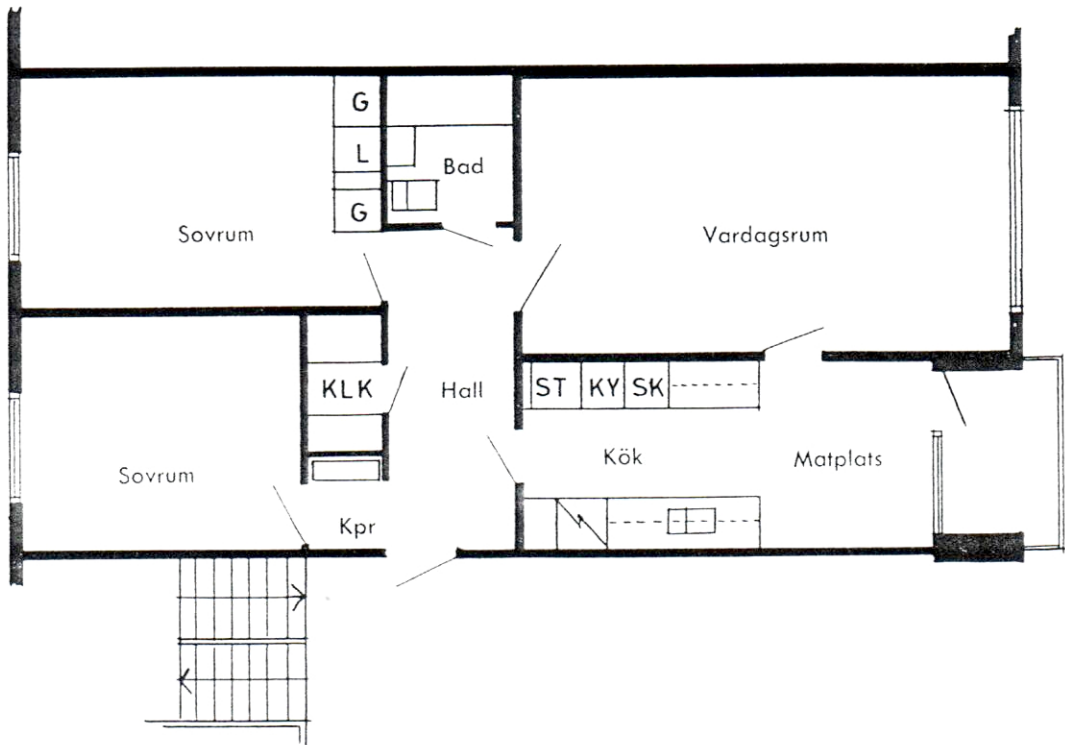 G
L
G
Bad
Sovrum
Vardagsrum
KLK
Hall
ST KY SK
Sovrum
Kök
Matplats
Kpr